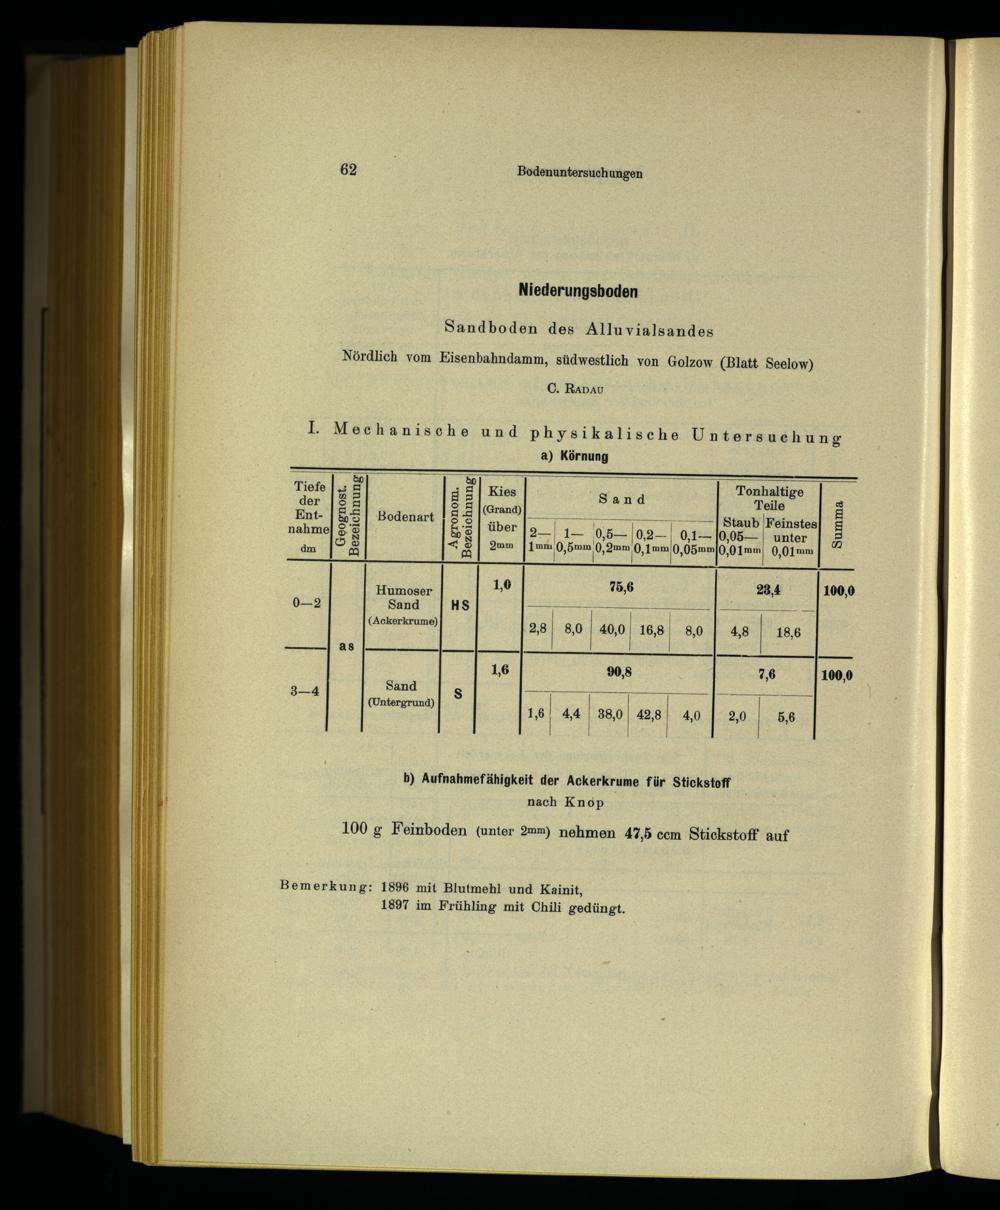 62 Bodenuntersuchungen
Niederungsboden
Sandboden des Alluvialsandes
Nördlich vom Eisenbahndamm, südwestlich von Golzow (Blatt Seelow)
C. RADAU
I. Mechanische und physikalische Untersuchung
a) Körnung
Tiefe der Ent- nahme dm | Geognost. Bezeichnung | Bodenart | Agronom. Bezeichnung | Kies (Grand) über 2mm | Sand | Tonhaltige Teile | Summa
2— 1mm | 1— 0,5mm | 0,5— 0,2mm | 0,2— 0,1mm | 0,1— 0,05mm | Staub 0,05— 0,01mm | Feinstes unter 0,01mm
0—2 | as | Humoser Sand (Ackerkrume) | HS | 1,0 | 75,6 | 23,4 | 100,0
2,8 | 8,0 | 40,0 | 16,8 | 8,0 | 4,8 | 18,6
3—4 | Sand (Untergrund) | S | 1,6 | 90,8 | 7,6 | 100,0
1,6 | 4,4 | 38,0 | 42,8 | 4,0 | 2,0 | 5,6
b) Aufnahmefähigkeit der Ackerkrume für Stickstoff
nach Knop
100 g Feinboden (unter 2mm) nehmen 47,5 ccm Stickstoff auf
Bemerkung: 1896 mit Blutmehl und Kainit,
1897 im Frühling mit Chili gedüngt.